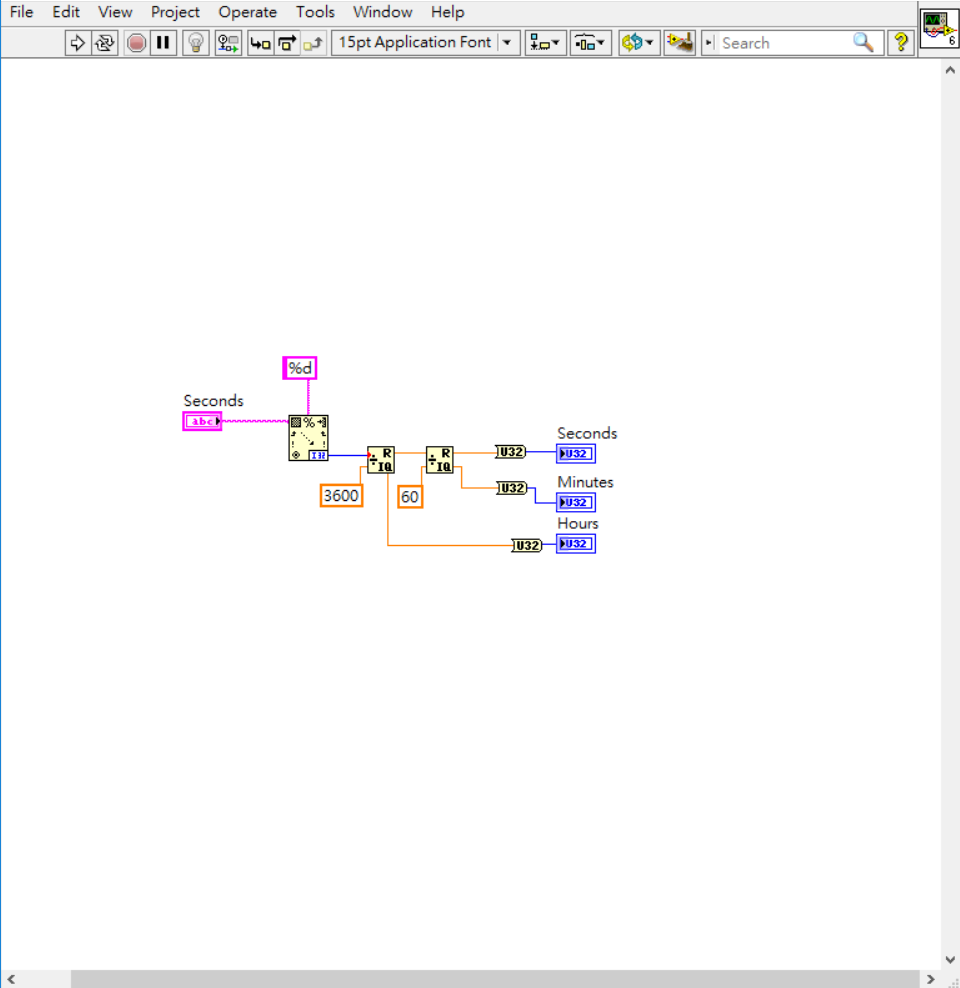 File Edit View Project Operate Tools Window Help
15pt Application Font Search ? 6
%d
Seconds
abc
%
I32
R
IQ
R
IQ
3600
60
U32
Seconds
U32
U32
Minutes
U32
Hours
U32
U32